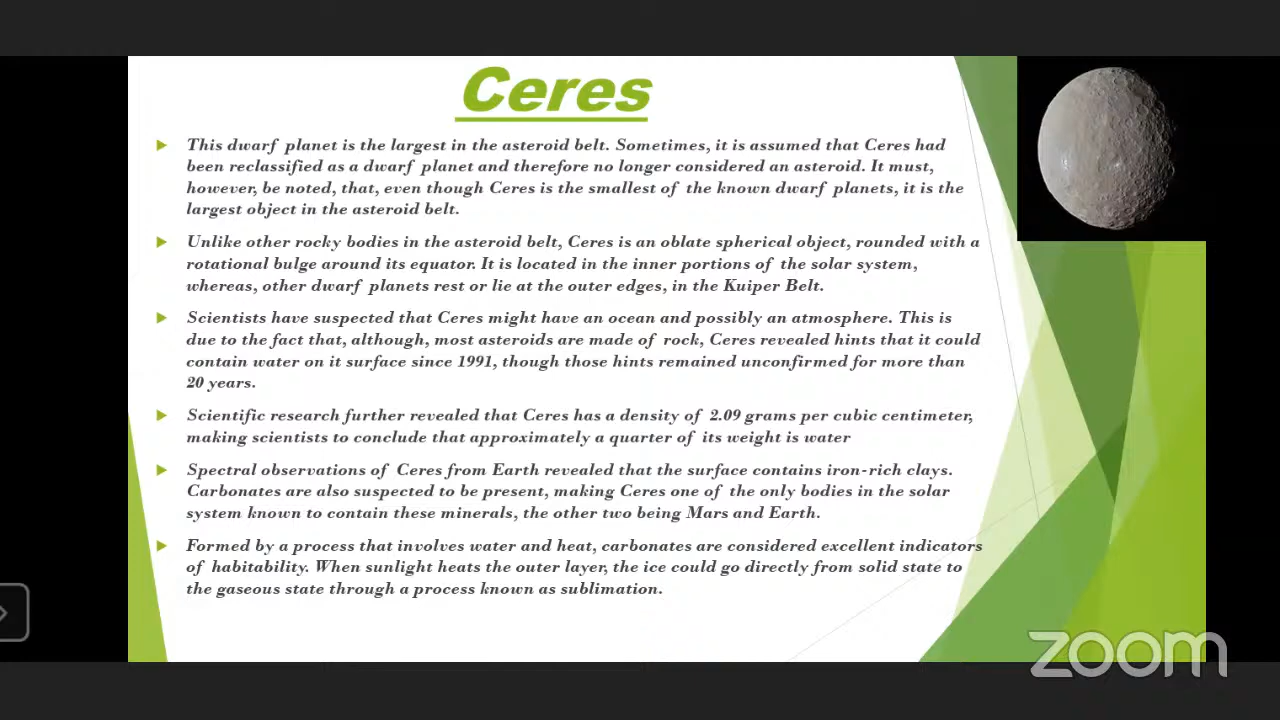 Ceres
This dwarf planet is the largest in the asteroid belt. Sometimes, it is assumed that Ceres had
been reclassified as a dwarf planet and therefore no longer considered an asteroid. It must,
however, be noted, that, even though Ceres is the smallest of the known dwarf planets, it is the
largest object in the asteroid belt.
Unlike other rocky bodies in the asteroid belt, Ceres is an oblate spherical object, rounded with a
rotational bulge around its equator. It is located in the inner portions of the solar system,
whereas, other dwarf planets rest or lie at the outer edges, in the Kuiper Belt.
Scientists have suspected that Ceres might have an ocean and possibly an atmosphere. This is
due to the fact that, although, most asteroids are made of rock, Ceres revealed hints that it could
contain water on it surface since 1991, though those hints remained unconfirmed for more than
20 years.
Scientific research further revealed that Ceres has a density of 2.09 grams per cubic centimeter,
making scientists to conclude that approximately a quarter of its weight is water
Spectral observations of Ceres from Earth revealed that the surface contains iron-rich clays.
Carbonates are also suspected to be present, making Ceres one of the only bodies in the solar
system known to contain these minerals, the other two being Mars and Earth.
Formed by a process that involves water and heat, carbonates are considered excellent indicators
of habitability. When sunlight heats the outer layer, the ice could go directly from solid state to
the gaseous state through a process known as sublimation.
zoom